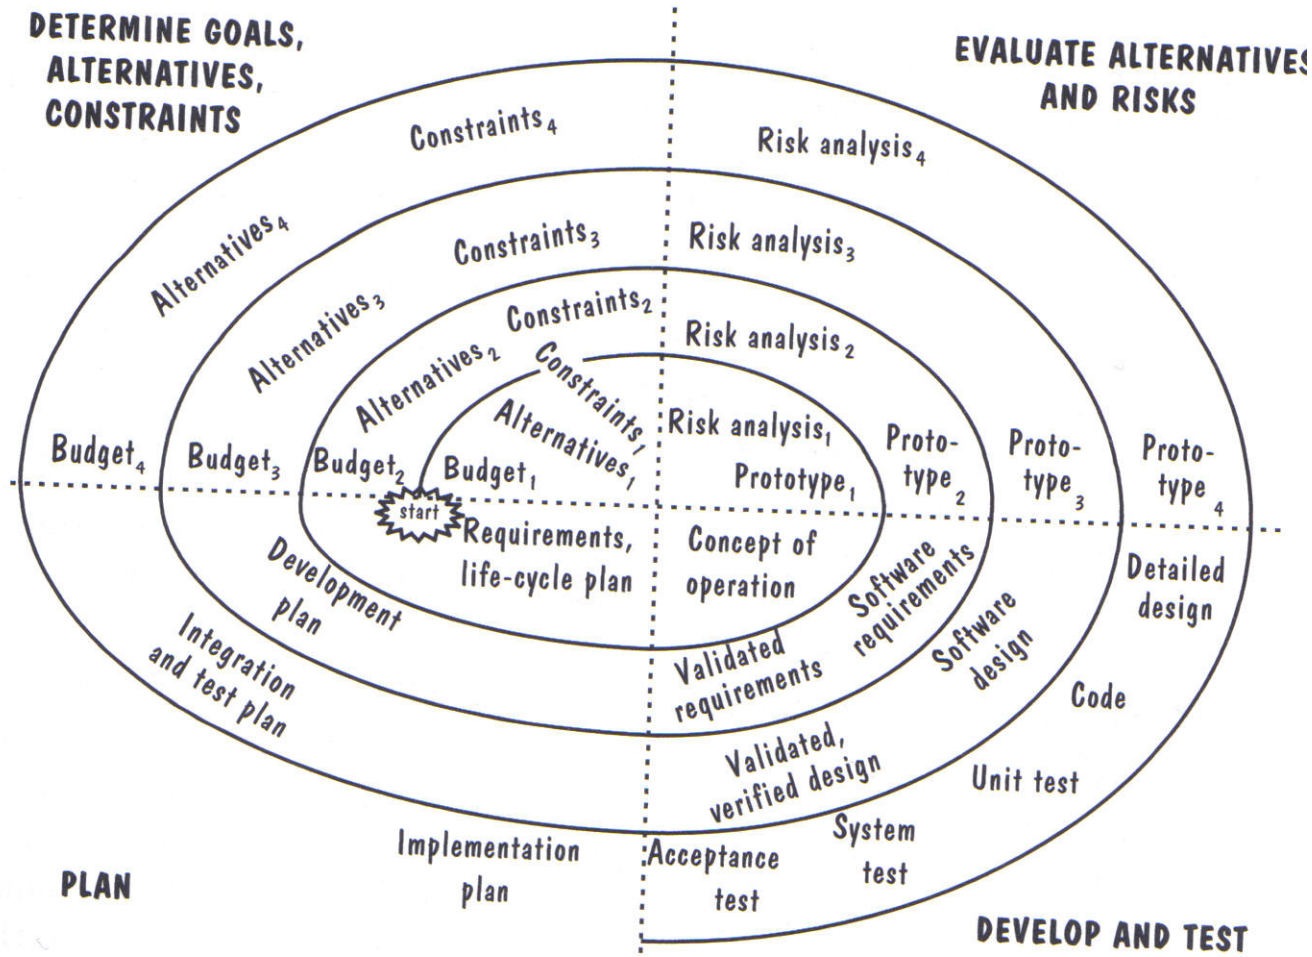 DETERMINE GOALS,
ALTERNATIVES,
CONSTRAINTS
EVALUATE ALTERNATIVES
AND RISKS
Constraints₄
Risk analysis₄
Alternatives₄
Constraints₃
Risk analysis₃
Alternatives₃
Constraints₂
Risk analysis₂
Alternatives₂
Constraints₁
Alternatives₁
Risk analysis₁
Budget₄
Budget₃
Budget₂
Budget₁
Prototype₁
Proto-
type₂
Proto-
type₃
Proto-
type₄
start
Requirements,
life-cycle plan
Concept of
operation
Software
requirements
Detailed
design
Development
plan
Software
design
Integration
and test plan
Validated
requirements
Code
Validated,
verified design
Unit test
Implementation
plan
Acceptance
test
System
test
PLAN
DEVELOP AND TEST